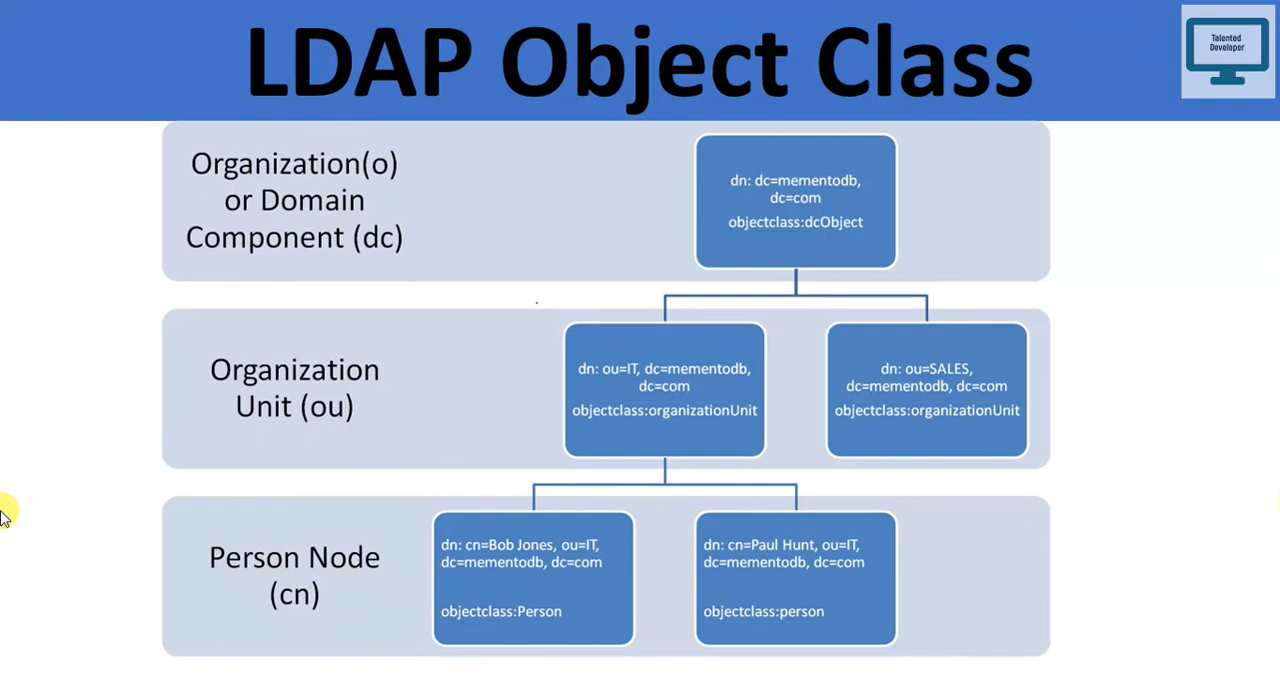 LDAP Object Class
Talented
Developer
Organization(o)
or Domain
Component (dc)
dn: dc=mementodb,
dc=com
objectclass:dcObject
Organization
Unit (ou)
dn: ou=IT, dc=mementodb,
dc=com
objectclass:organizationUnit
dn: ou=SALES,
dc=mementodb, dc=com
objectclass:organizationUnit
Person Node
(cn)
dn: cn=Bob Jones, ou=IT,
dc=mementodb, dc=com
objectclass:Person
dn: cn=Paul Hunt, ou=IT,
dc=mementodb, dc=com
objectclass:person